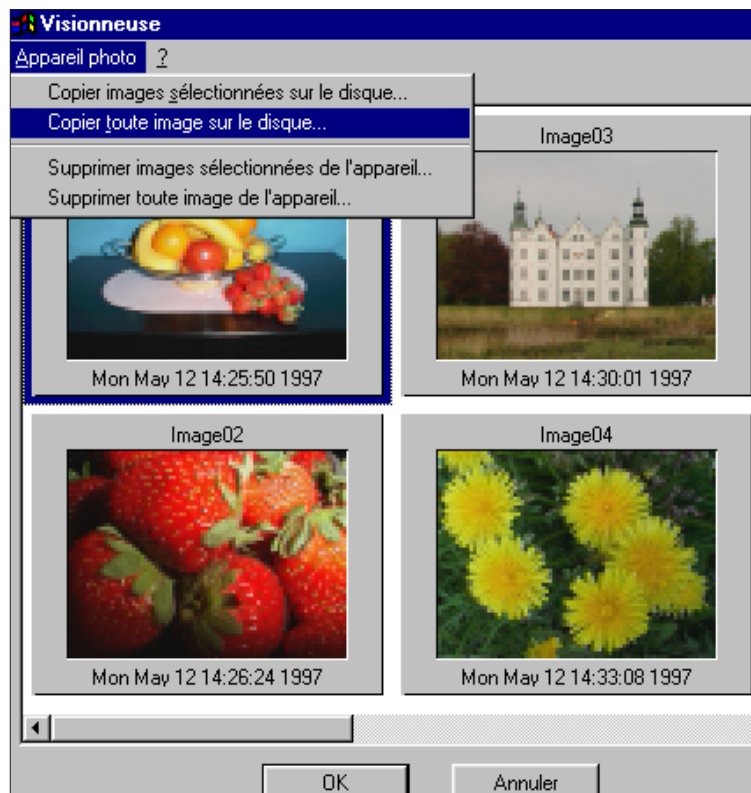 Visionneuse
Appareil photo ?
Copier images sélectionnées sur le disque...
Copier toute image sur le disque...
Supprimer images sélectionnées de l'appareil...
Supprimer toute image de l'appareil...
Image03
Mon May 12 14:25:50 1997
Mon May 12 14:30:01 1997
Image02
Image04
Mon May 12 14:26:24 1997
Mon May 12 14:33:08 1997
OK
Annuler